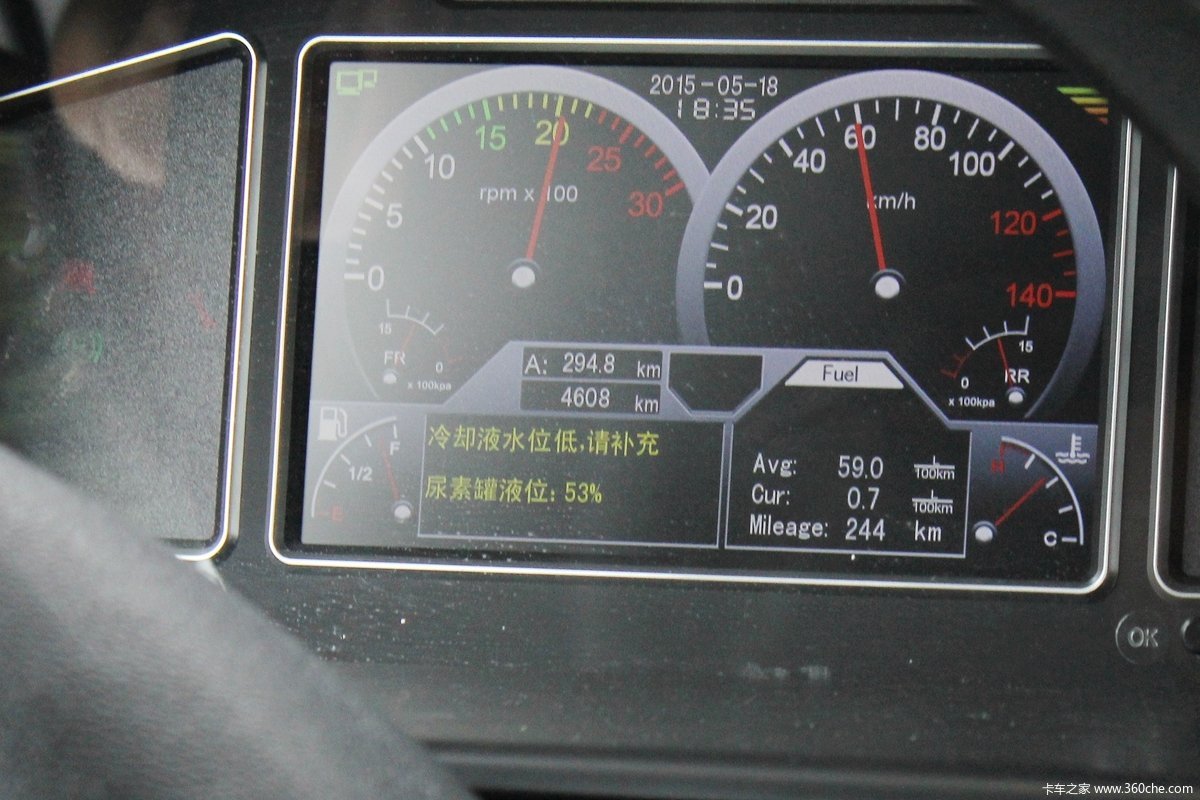 2015-05-18
18:35
0 5 10 15 20 25 30
rpm x 100
0 20 40 60 80 100 120 140
km/h
15 0
FR
x 100kpa
15 0
RR
x 100kpa
A: 294.8 km
4608 km
Fuel
F
1/2
E
冷却液水位低,请补充
尿素罐液位: 53%
Avg: 59.0 100km
Cur: 0.7 100km
Mileage: 244 km
H
C
OK
卡车之家 www.360che.com